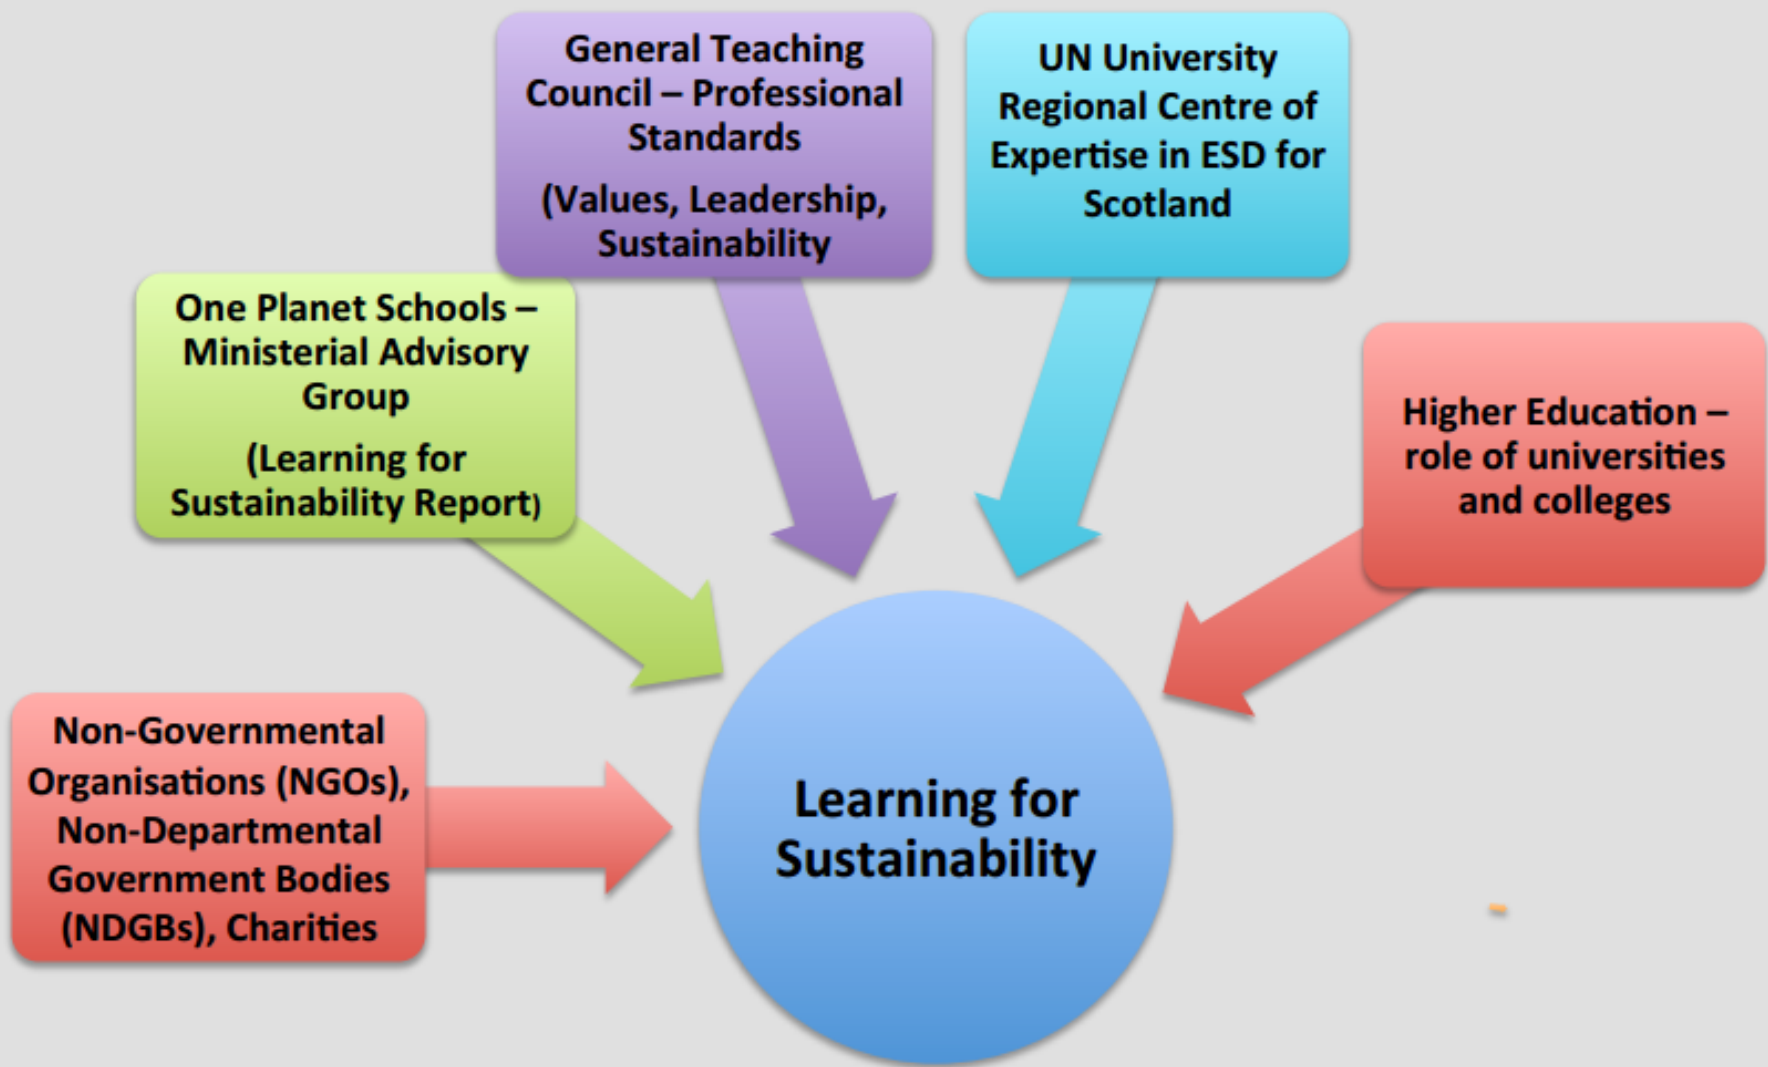 General Teaching
Council – Professional
Standards
(Values, Leadership,
Sustainability
UN University
Regional Centre of
Expertise in ESD for
Scotland
One Planet Schools –
Ministerial Advisory
Group
(Learning for
Sustainability Report)
Higher Education –
role of universities
and colleges
Non-Governmental
Organisations (NGOs),
Non-Departmental
Government Bodies
(NDGBs), Charities
Learning for
Sustainability